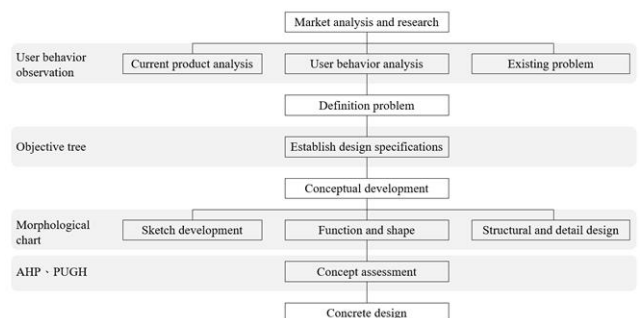 Market analysis and research
User behavior
observation
Current product analysis
User behavior analysis
Existing problem
Definition problem
Objective tree
Establish design specifications
Conceptual development
Morphological
chart
Sketch development
Function and shape
Structural and detail design
AHP、PUGH
Concept assessment
Concrete design